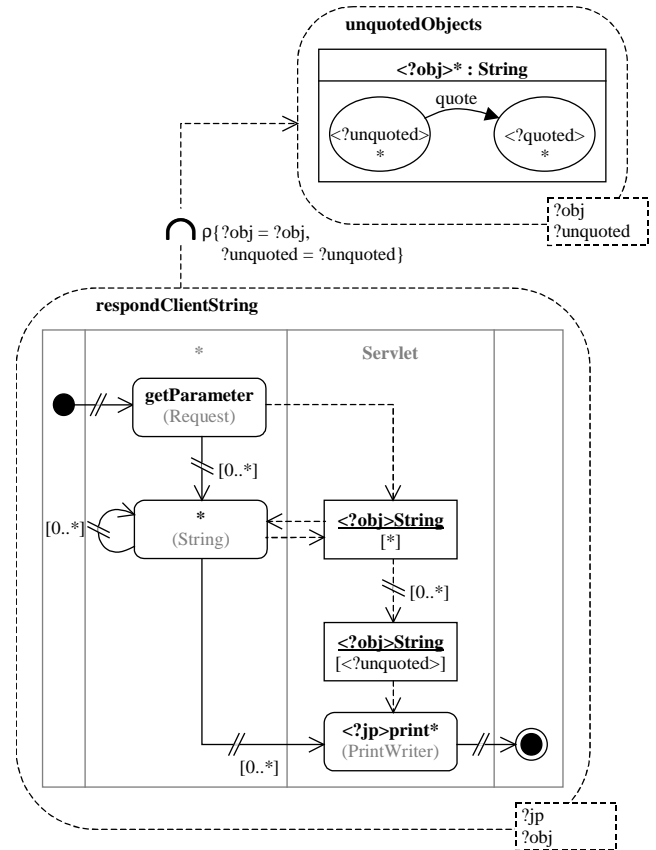 unquotedObjects
<?obj>* : String
quote
<?unquoted>
*
<?quoted>
*
?obj
?unquoted
ρ{?obj = ?obj,
?unquoted = ?unquoted}
respondClientString
*
Servlet
getParameter
(Request)
[0..*]
[0..*]
*
(String)
<?obj>String
[*]
[0..*]
<?obj>String
[<?unquoted>]
<?jp>print*
(PrintWriter)
[0..*]
?jp
?obj